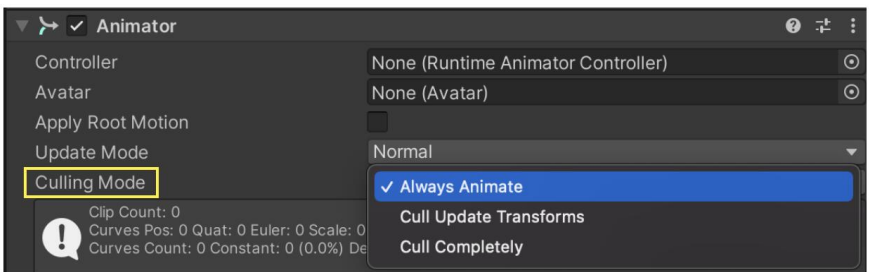 Animator
Controller
None (Runtime Animator Controller)
Avatar
None (Avatar)
Apply Root Motion
Update Mode
Normal
Culling Mode
✓ Always Animate
Cull Update Transforms
Cull Completely
Clip Count: 0
Curves Pos: 0 Quat: 0 Euler: 0 Scale: 0
Curves Count: 0 Constant: 0 (0.0%) De